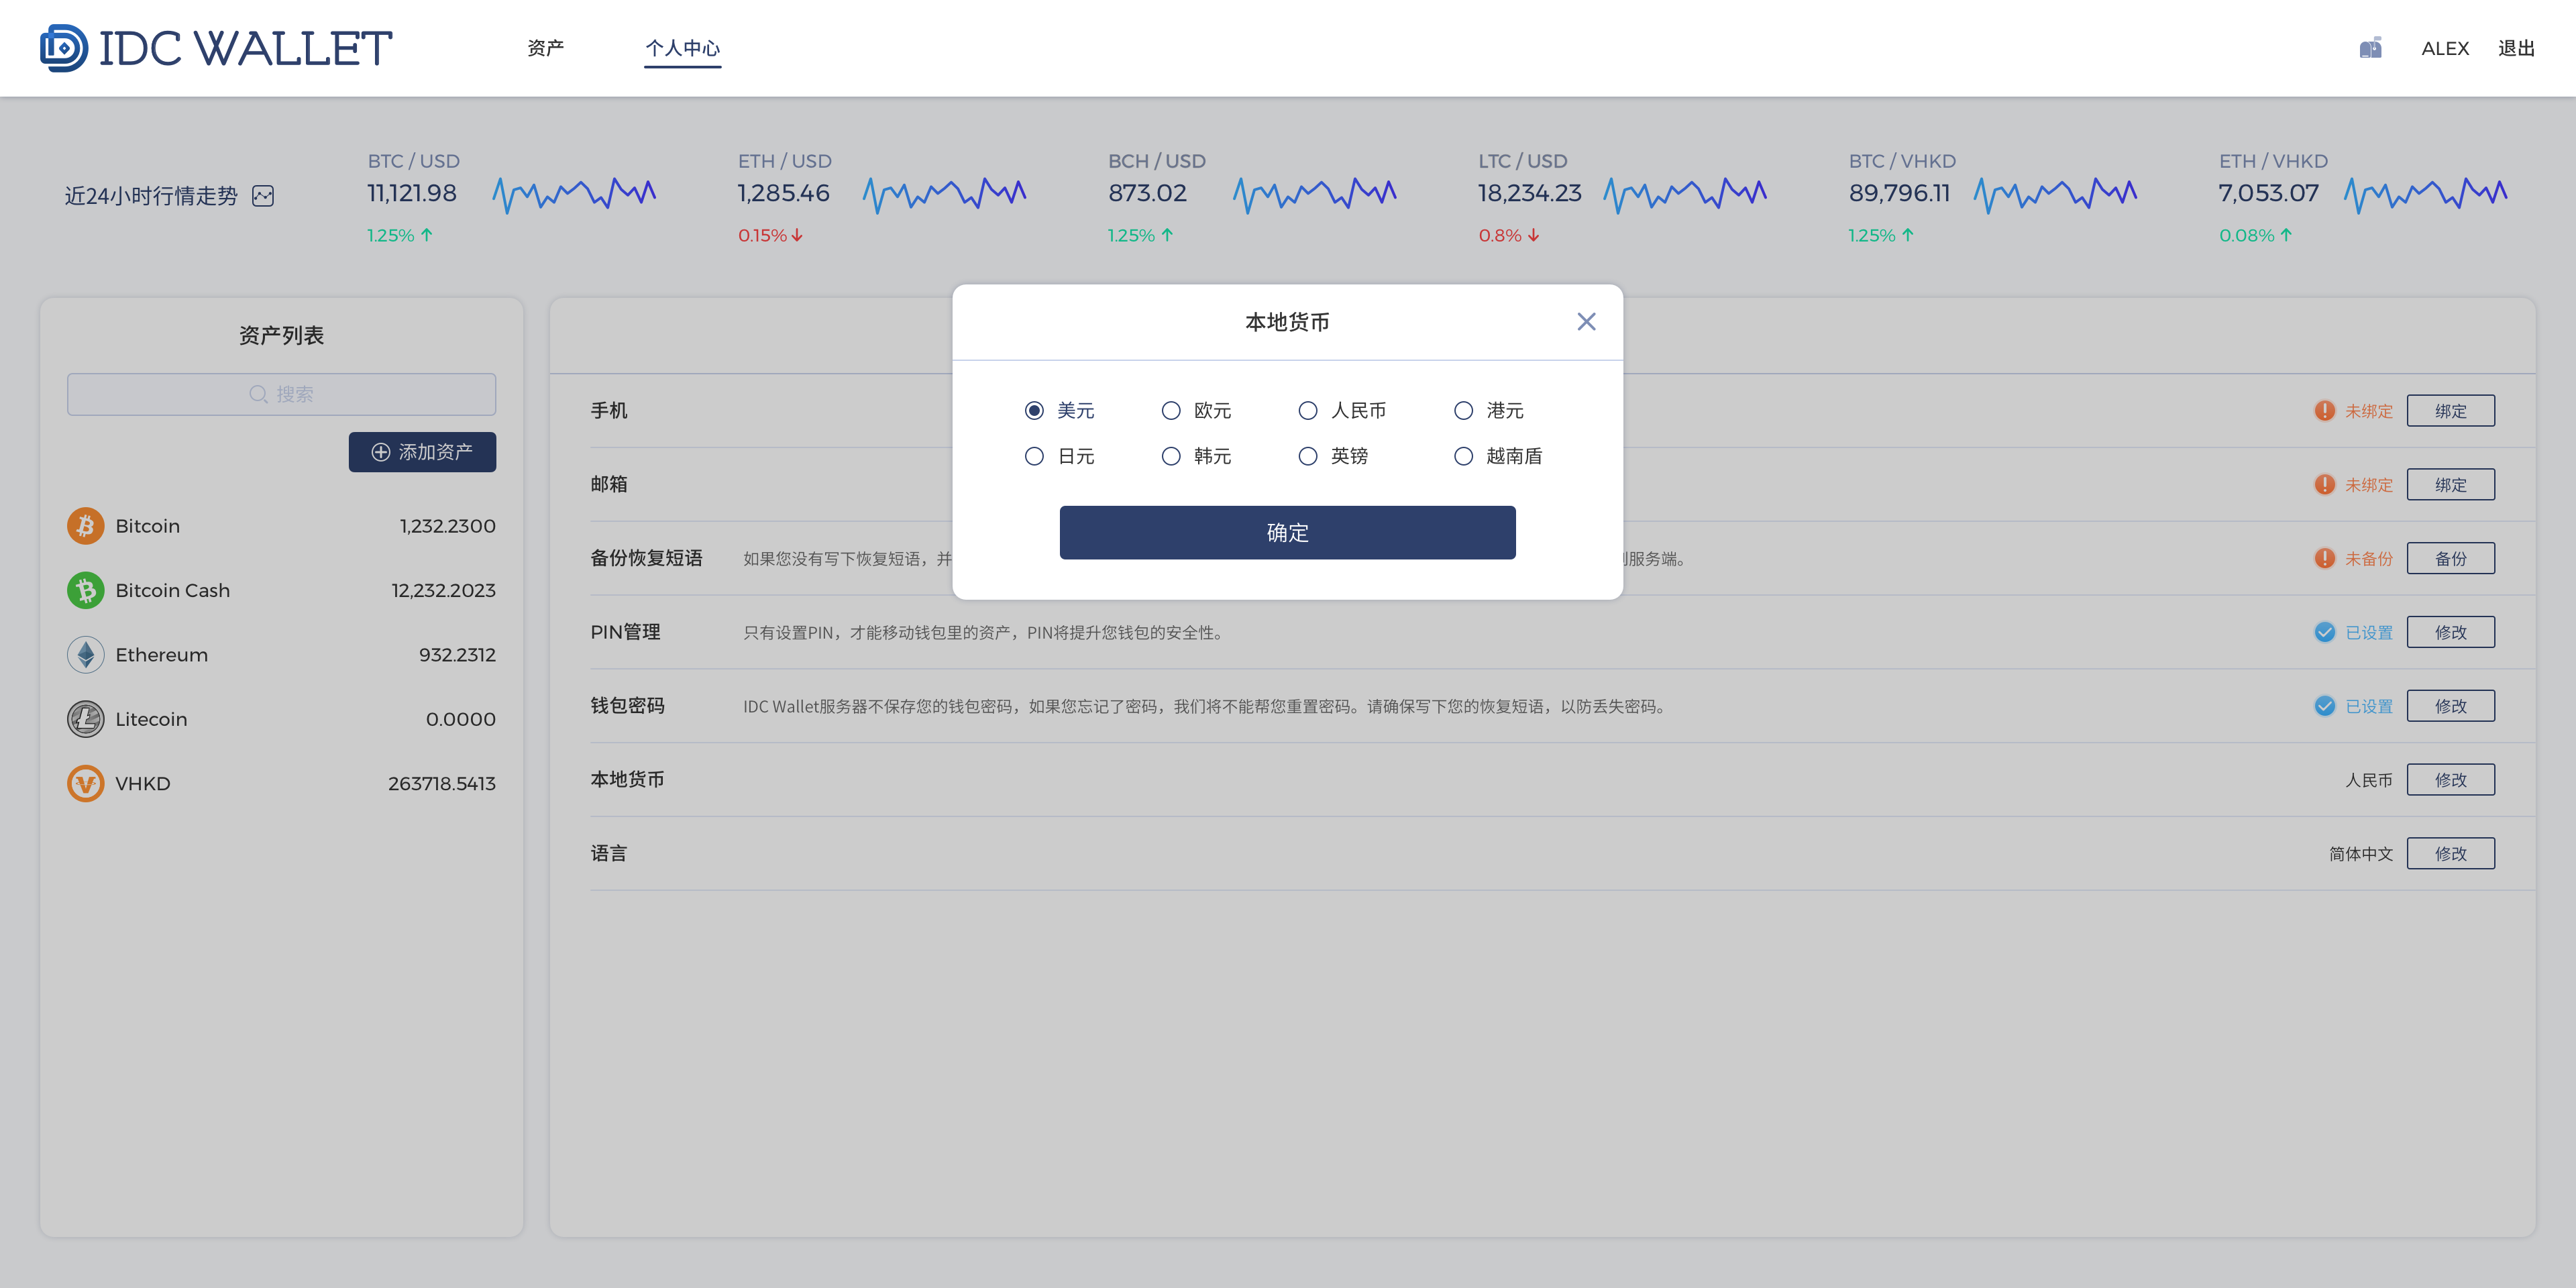 IDC WALLET
资产
个人中心
ALEX
退出
近24小时行情走势
BTC / USD
11,121.98
1.25%
ETH / USD
1,285.46
0.15%
BCH / USD
873.02
1.25%
LTC / USD
18,234.23
0.8%
BTC / VHKD
89,796.11
1.25%
ETH / VHKD
7,053.07
0.08%
资产列表
搜索
添加资产
Bitcoin 1,232.2300
Bitcoin Cash 12,232.2023
Ethereum 932.2312
Litecoin 0.0000
VHKD 263718.5413
本地货币
美元 欧元 人民币 港元
日元 韩元 英镑 越南盾
确定
手机 未绑定 绑定
邮箱 未绑定 绑定
备份恢复短语 如果您没有写下恢复短语，并 服务端。 未备份 备份
PIN管理 只有设置PIN，才能移动钱包里的资产，PIN将提升您钱包的安全性。 已设置 修改
钱包密码 IDC Wallet服务器不保存您的钱包密码，如果您忘记了密码，我们将不能帮您重置密码。请确保写下您的恢复短语，以防丢失密码。 已设置 修改
本地货币 人民币 修改
语言 简体中文 修改